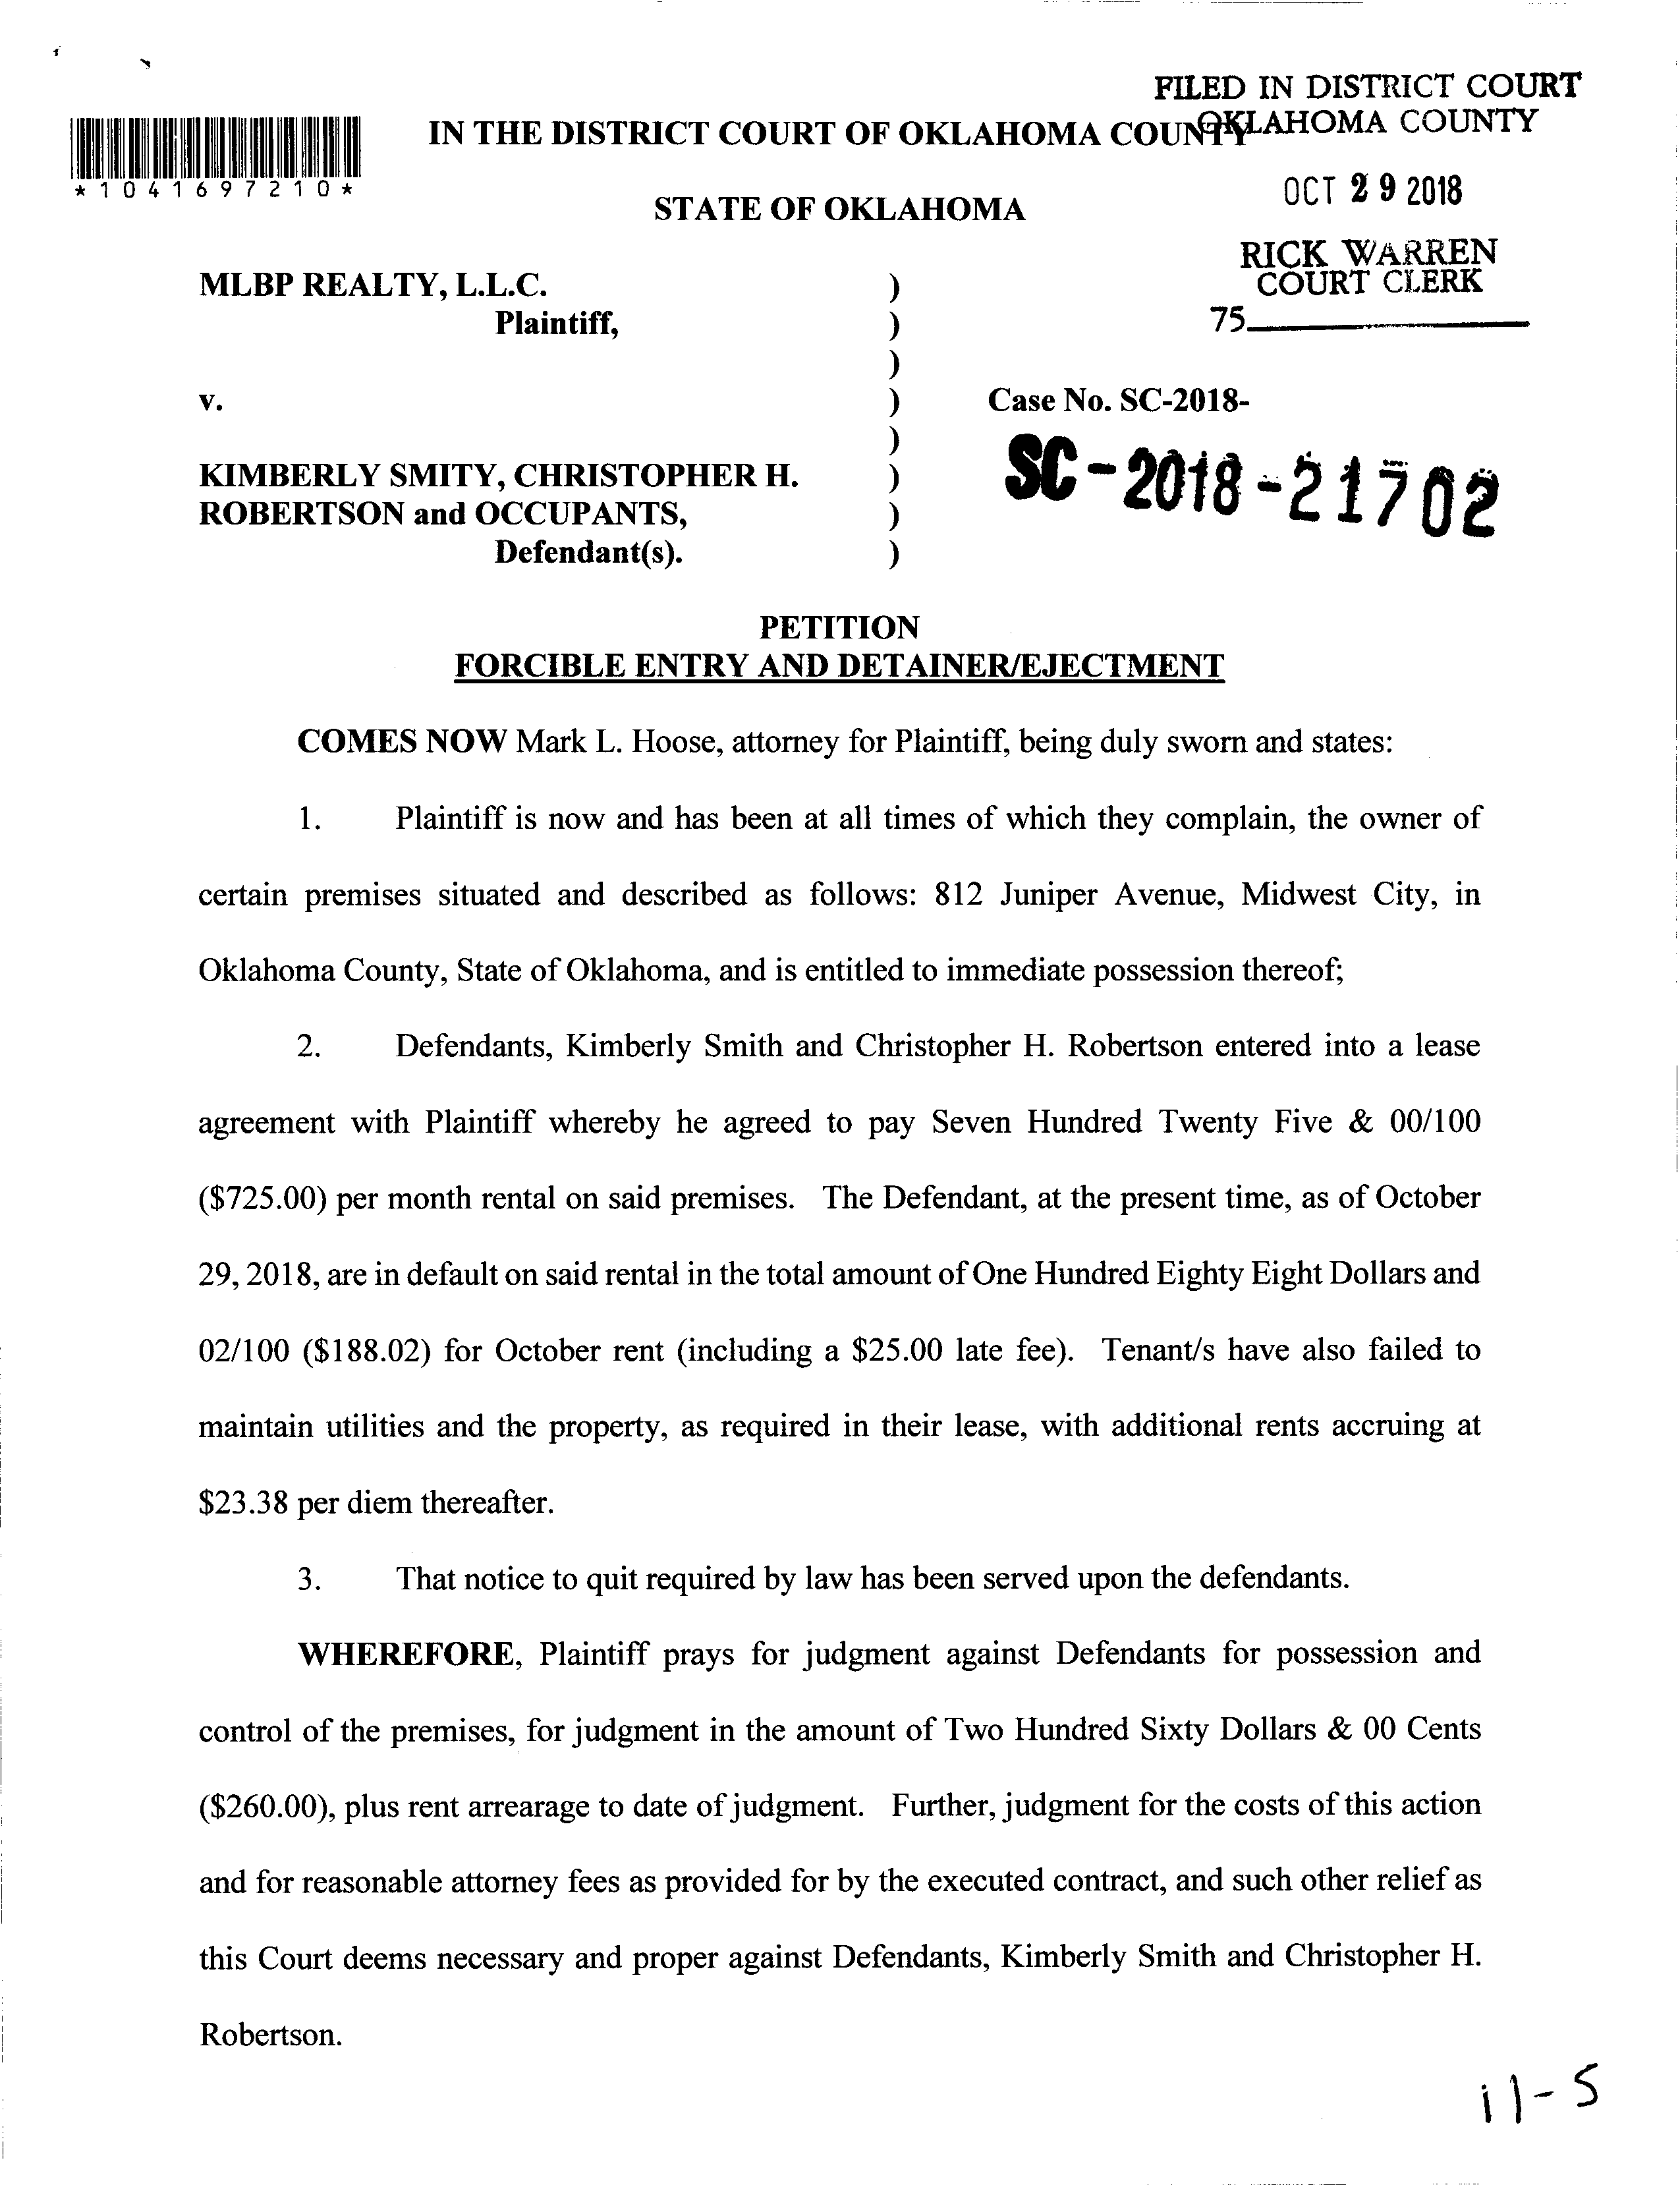 FILED IN DISTRICT COURT
OKLAHOMA COUNTY
IN THE DISTRICT COURT OF OKLAHOMA COUNTY
*1041697210*
OCT 29 2018
STATE OF OKLAHOMA
RICK WARREN
COURT CLERK
75
MLBP REALTY, L.L.C. )
Plaintiff, )
)
v. ) Case No. SC-2018-
)
SC-2018-21702
KIMBERLY SMITY, CHRISTOPHER H. )
ROBERTSON and OCCUPANTS, )
Defendant(s). )
PETITION
FORCIBLE ENTRY AND DETAINER/EJECTMENT
COMES NOW Mark L. Hoose, attorney for Plaintiff, being duly sworn and states:
1. Plaintiff is now and has been at all times of which they complain, the owner of
certain premises situated and described as follows: 812 Juniper Avenue, Midwest City, in
Oklahoma County, State of Oklahoma, and is entitled to immediate possession thereof;
2. Defendants, Kimberly Smith and Christopher H. Robertson entered into a lease
agreement with Plaintiff whereby he agreed to pay Seven Hundred Twenty Five & 00/100
($725.00) per month rental on said premises. The Defendant, at the present time, as of October
29, 2018, are in default on said rental in the total amount of One Hundred Eighty Eight Dollars and
02/100 ($188.02) for October rent (including a $25.00 late fee). Tenant/s have also failed to
maintain utilities and the property, as required in their lease, with additional rents accruing at
$23.38 per diem thereafter.
3. That notice to quit required by law has been served upon the defendants.
WHEREFORE, Plaintiff prays for judgment against Defendants for possession and
control of the premises, for judgment in the amount of Two Hundred Sixty Dollars & 00 Cents
($260.00), plus rent arrearage to date of judgment. Further, judgment for the costs of this action
and for reasonable attorney fees as provided for by the executed contract, and such other relief as
this Court deems necessary and proper against Defendants, Kimberly Smith and Christopher H.
Robertson.
11-5